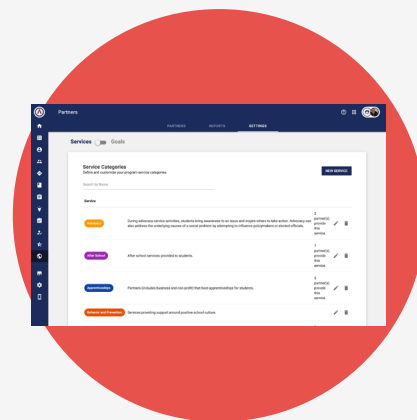 Partners
PARTNERS REPORTS SETTINGS
Services Goals
Service Categories
Define and customize your program service categories.
NEW SERVICE
Search by Name
Service
Advocacy
During advocacy service activities, students bring awareness to an issue and inspire others to take action. Advocacy can
also address the underlying causes of a social problem by attempting to influence policymakers or elected officials.
partner(s)
provide
this
service.
After School
After school services provided to students.
partner(s)
provide
this
service.
Apprenticeships
Partners (includes business and non-profit) that host apprenticeships for students.
partner(s)
provide
this
service.
Behavior and Prevention
Services providing support around positive school culture.